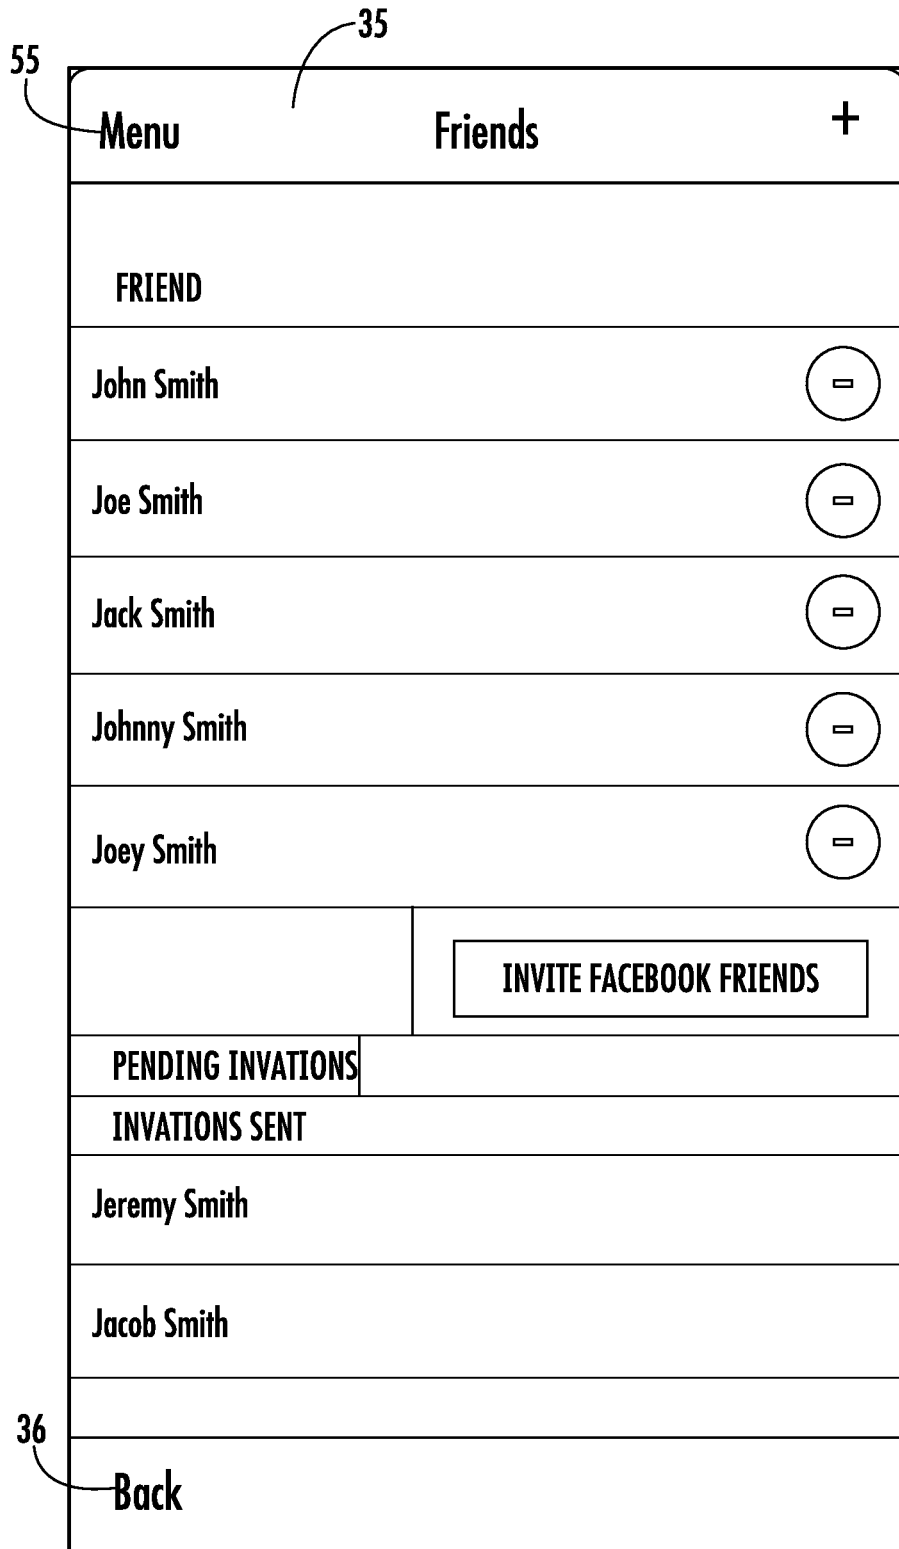 35
55
Menu Friends +
FRIEND
John Smith -
Joe Smith -
Jack Smith -
Johnny Smith -
Joey Smith -
INVITE FACEBOOK FRIENDS
PENDING INVATIONS
INVATIONS SENT
Jeremy Smith
Jacob Smith
36
Back